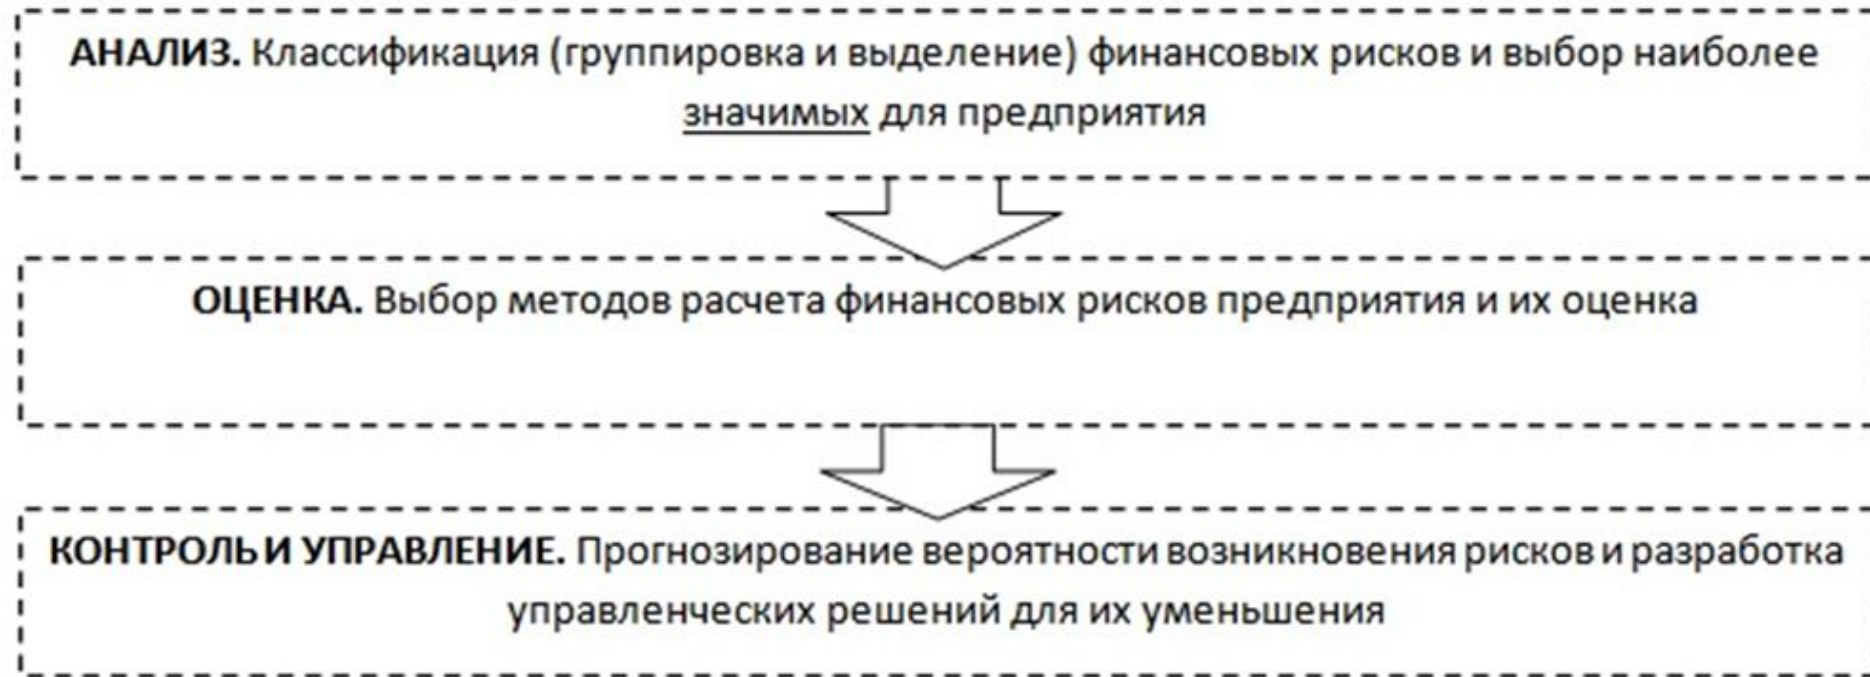 АНАЛИЗ. Классификация (группировка и выделение) финансовых рисков и выбор наиболее
значимых для предприятия
ОЦЕНКА. Выбор методов расчета финансовых рисков предприятия и их оценка
КОНТРОЛЬ И УПРАВЛЕНИЕ. Прогнозирование вероятности возникновения рисков и разработка
управленческих решений для их уменьшения